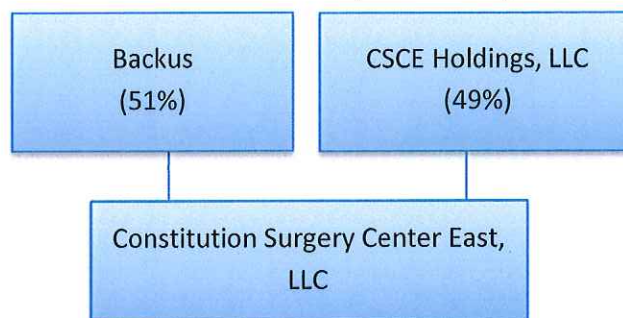 Backus
(51%)
CSCE Holdings, LLC
(49%)
Constitution Surgery Center East,
LLC